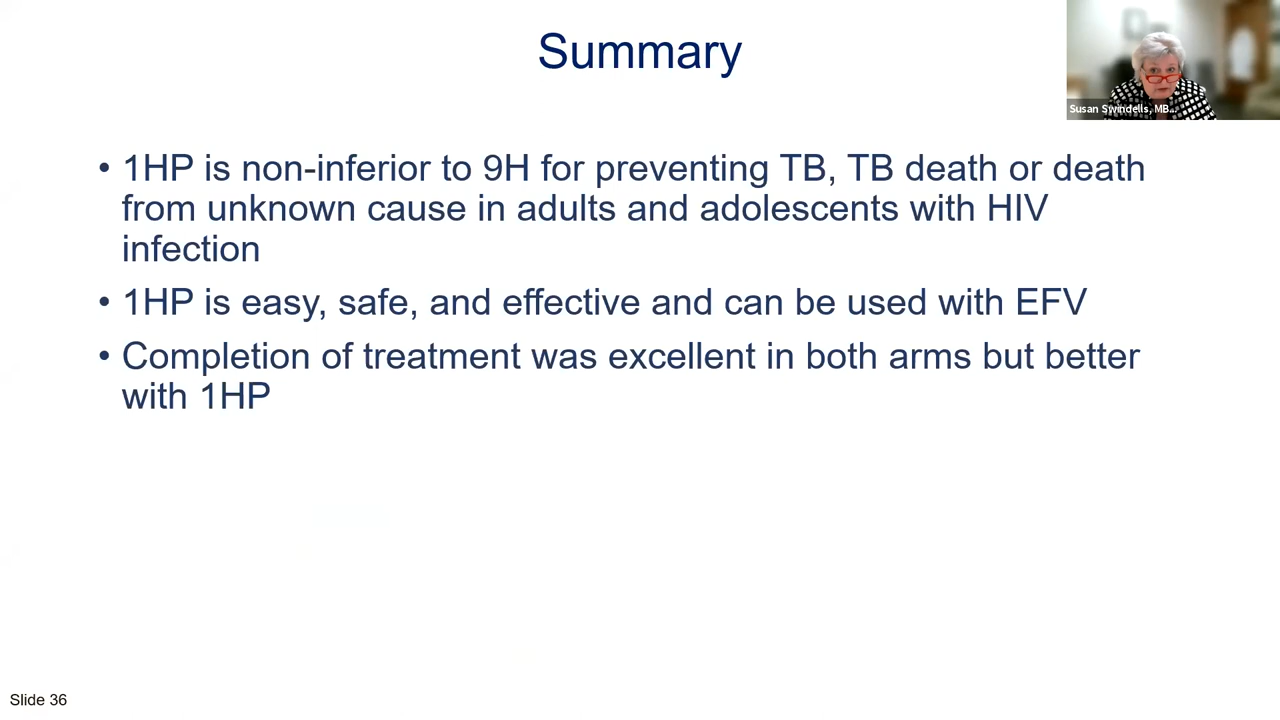 Summary
Susan Swindells, MB...
• 1HP is non-inferior to 9H for preventing TB, TB death or death
from unknown cause in adults and adolescents with HIV
infection
• 1HP is easy, safe, and effective and can be used with EFV
• Completion of treatment was excellent in both arms but better
with 1HP
Slide 36